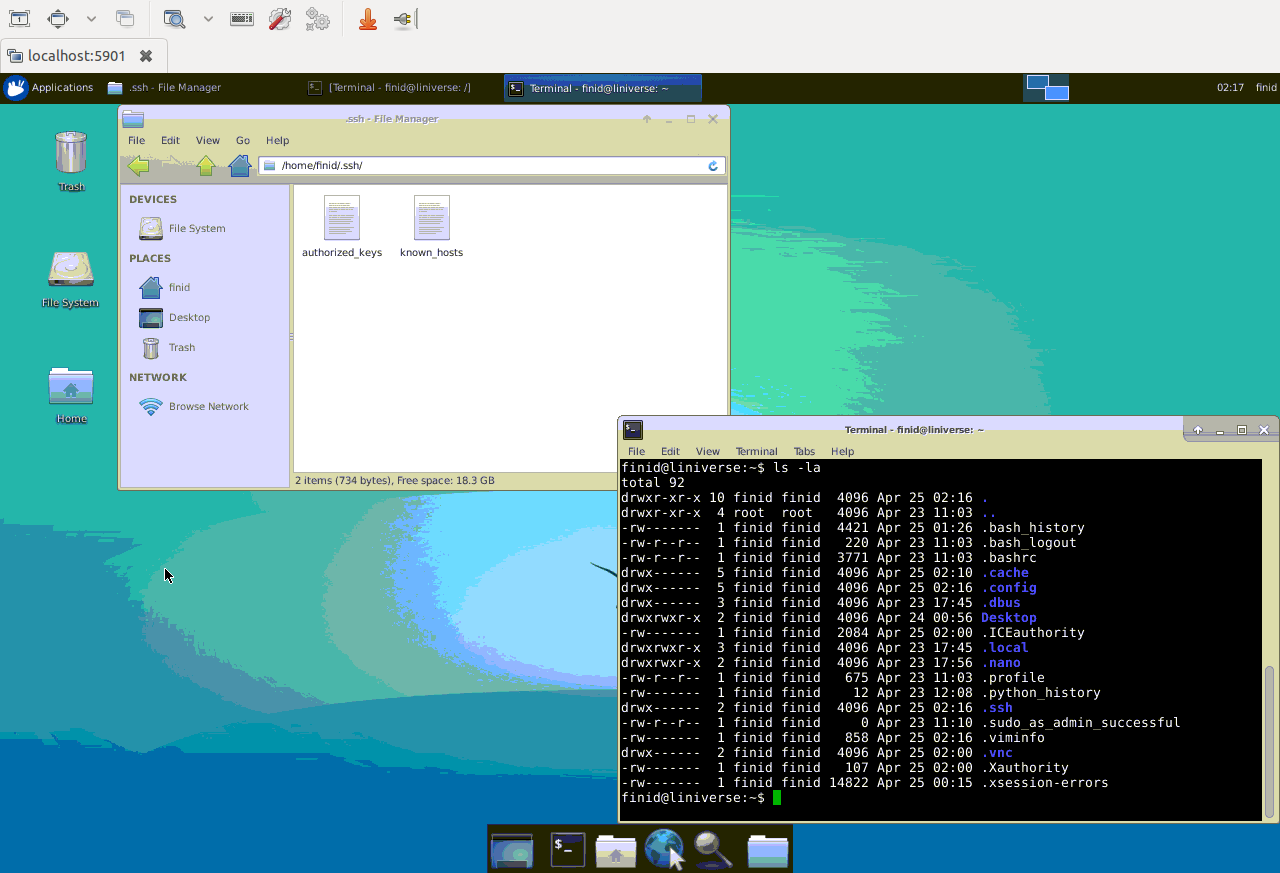 1
localhost:5901
Applications
.ssh - File Manager
[Terminal - finid@liniverse: /]
Terminal - finid@liniverse: ~
02:17
finid
.ssh - File Manager
File Edit View Go Help
/home/finid/.ssh/
DEVICES
File System
PLACES
finid
Desktop
Trash
NETWORK
Browse Network
authorized_keys
known_hosts
2 items (734 bytes), Free space: 18.3 GB
Trash
File System
Home
Terminal - finid@liniverse: ~
File Edit View Terminal Tabs Help
finid@liniverse:~$ ls -la
total 92
drwxr-xr-x 10 finid finid  4096 Apr 25 02:16 .
drwxr-xr-x  4 root  root   4096 Apr 23 11:03 ..
-rw-------  1 finid finid  4421 Apr 25 01:26 .bash_history
-rw-r--r--  1 finid finid   220 Apr 23 11:03 .bash_logout
-rw-r--r--  1 finid finid  3771 Apr 23 11:03 .bashrc
drwx------  5 finid finid  4096 Apr 25 02:10 .cache
drwx------  5 finid finid  4096 Apr 25 02:16 .config
drwx------  3 finid finid  4096 Apr 23 17:45 .dbus
drwxrwxr-x  2 finid finid  4096 Apr 24 00:56 Desktop
-rw-------  1 finid finid  2084 Apr 25 02:00 .ICEauthority
drwxrwxr-x  3 finid finid  4096 Apr 23 17:45 .local
drwxrwxr-x  2 finid finid  4096 Apr 23 17:56 .nano
-rw-r--r--  1 finid finid   675 Apr 23 11:03 .profile
-rw-------  1 finid finid    12 Apr 23 12:08 .python_history
drwx------  2 finid finid  4096 Apr 25 02:16 .ssh
-rw-r--r--  1 finid finid     0 Apr 23 11:10 .sudo_as_admin_successful
-rw-------  1 finid finid   858 Apr 25 02:16 .viminfo
drwx------  2 finid finid  4096 Apr 25 02:00 .vnc
-rw-------  1 finid finid   107 Apr 25 02:00 .Xauthority
-rw-------  1 finid finid 14822 Apr 25 00:15 .xsession-errors
finid@liniverse:~$
$_